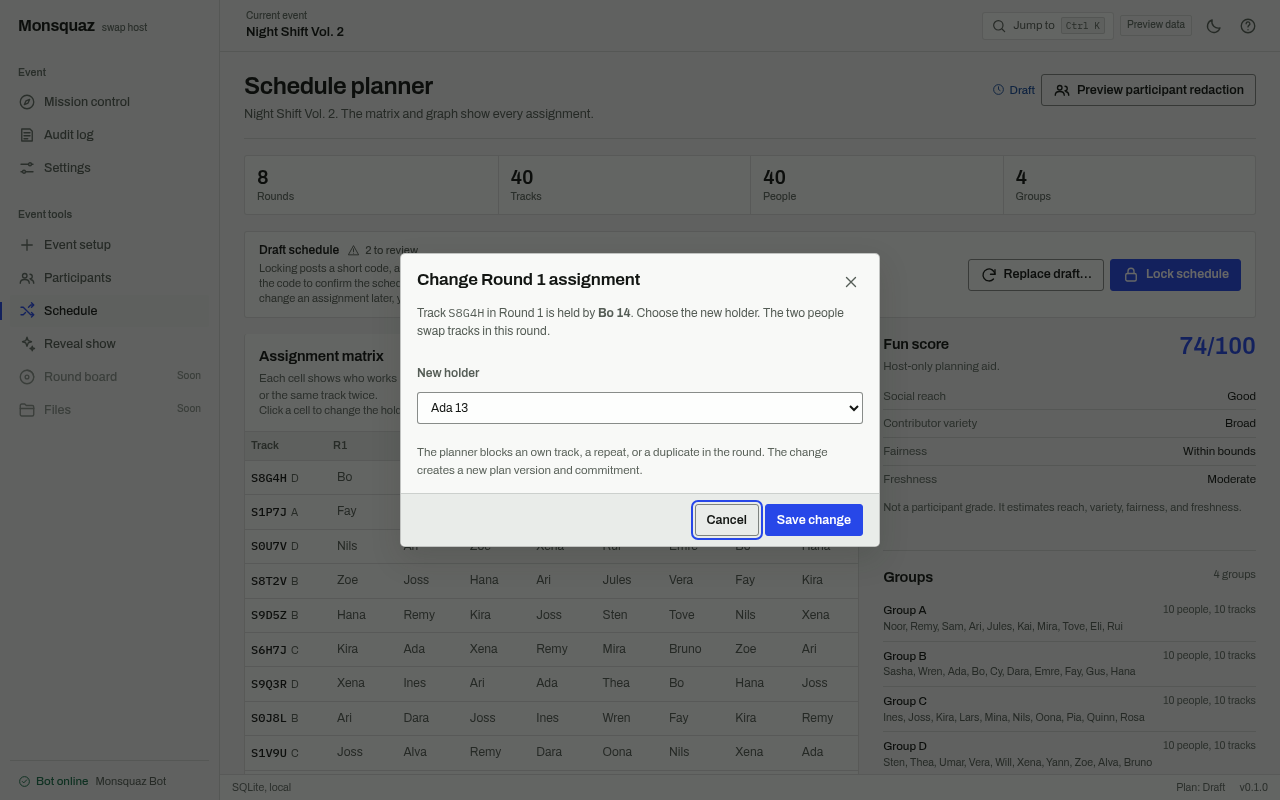 Monsquaz swap host
Current event
Night Shift Vol. 2
Jump to Ctrl K
Preview data
Event
Mission control
Audit log
Settings
Event tools
Event setup
Participants
Schedule
Reveal show
Round board Soon
Files Soon
Bot online Monsquaz Bot
Schedule planner
Night Shift Vol. 2. The matrix and graph show every assignment.
Draft
Preview participant redaction
8
Rounds
40
Tracks
40
People
4
Groups
Draft schedule 2 to review
Locking posts a short code, a
the code to confirm the sched
change an assignment later, y
Replace draft...
Lock schedule
Change Round 1 assignment
Track S8G4H in Round 1 is held by Bo 14. Choose the new holder. The two people
swap tracks in this round.
New holder
Ada 13
The planner blocks an own track, a repeat, or a duplicate in the round. The change
creates a new plan version and commitment.
Cancel
Save change
Assignment matrix
Each cell shows who works
or the same track twice.
Click a cell to change the hold
Track R1
S8G4H D Bo
S1P7J A Fay
S0U7V D Nils Ari Zoe Xena Rui Emre Bo Hana
S8T2V B Zoe Joss Hana Ari Jules Vera Fay Kira
S9D5Z B Hana Remy Kira Joss Sten Tove Nils Xena
S6H7J C Kira Ada Xena Remy Mira Bruno Zoe Ari
S9Q3R D Xena Ines Ari Ada Thea Bo Hana Joss
S0J8L B Ari Dara Joss Ines Wren Fay Kira Remy
S1V9U C Joss Alva Remy Dara Oona Nils Xena Ada
Fun score 74/100
Host-only planning aid.
Social reach Good
Contributor variety Broad
Fairness Within bounds
Freshness Moderate
Not a participant grade. It estimates reach, variety, fairness, and freshness.
Groups 4 groups
Group A 10 people, 10 tracks
Noor, Remy, Sam, Ari, Jules, Kai, Mira, Tove, Eli, Rui
Group B 10 people, 10 tracks
Sasha, Wren, Ada, Bo, Cy, Dara, Emre, Fay, Gus, Hana
Group C 10 people, 10 tracks
Ines, Joss, Kira, Lars, Mina, Nils, Oona, Pia, Quinn, Rosa
Group D 10 people, 10 tracks
Sten, Thea, Umar, Vera, Will, Xena, Yann, Zoe, Alva, Bruno
SQLite, local
Plan: Draft v0.1.0